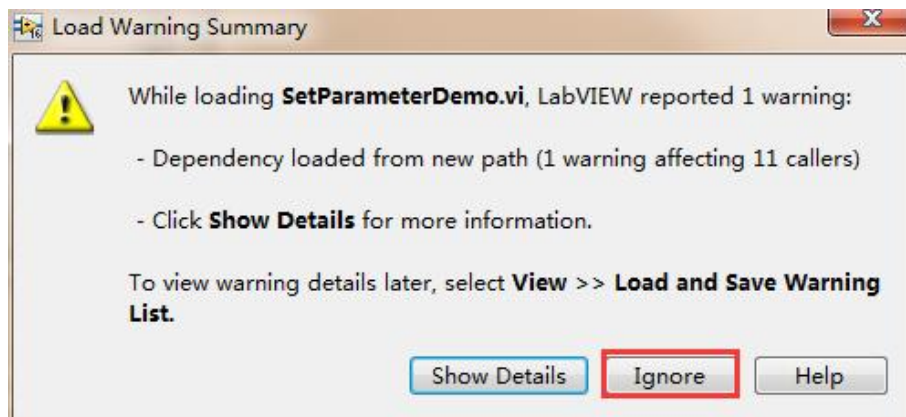 Load Warning Summary
While loading SetParameterDemo.vi, LabVIEW reported 1 warning:
- Dependency loaded from new path (1 warning affecting 11 callers)
- Click Show Details for more information.
To view warning details later, select View >> Load and Save Warning
List.
Show Details Ignore Help